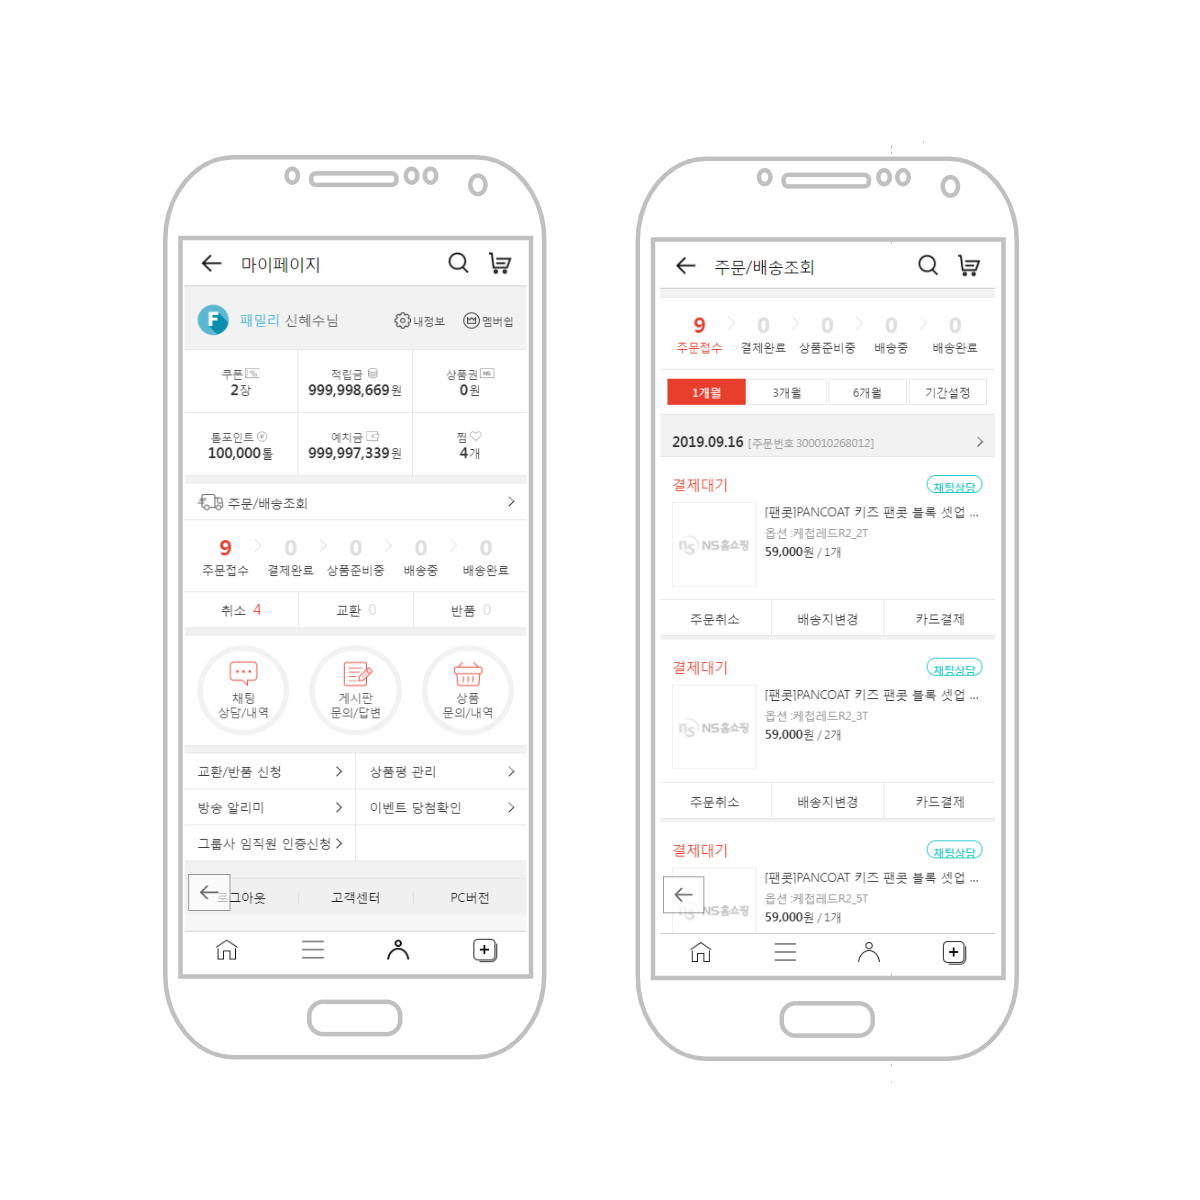 마이페이지
F 패밀리 신혜수님 내정보 멤버쉽
쿠폰 % 적립금 상품권 NS
2장 999,998,669원 0원
톨포인트 P 예치금 찜
100,000톨 999,997,339원 4개
주문/배송조회
9 0 0 0 0
주문접수 결제완료 상품준비중 배송중 배송완료
취소 4 교환 0 반품 0
채팅 게시판 상품
상담/내역 문의/답변 문의/내역
교환/반품 신청 상품평 관리
방송 알리미 이벤트 당첨확인
그룹사 임직원 인증신청
로그아웃 고객센터 PC버전
주문/배송조회
9 0 0 0 0
주문접수 결제완료 상품준비중 배송중 배송완료
1개월 3개월 6개월 기간설정
2019.09.16 [주문번호 300010268012]
결제대기 채팅상담
[팬콧]PANCOAT 키즈 팬콧 블록 셋업 ...
옵션 :케첩레드R2_2T
ns NS홈쇼핑
59,000원 / 1개
주문취소 배송지변경 카드결제
결제대기 채팅상담
[팬콧]PANCOAT 키즈 팬콧 블록 셋업 ...
옵션 :케첩레드R2_3T
ns NS홈쇼핑
59,000원 / 2개
주문취소 배송지변경 카드결제
결제대기 채팅상담
[팬콧]PANCOAT 키즈 팬콧 블록 셋업 ...
옵션 :케첩레드R2_5T
ns NS홈쇼핑
59,000원 / 1개